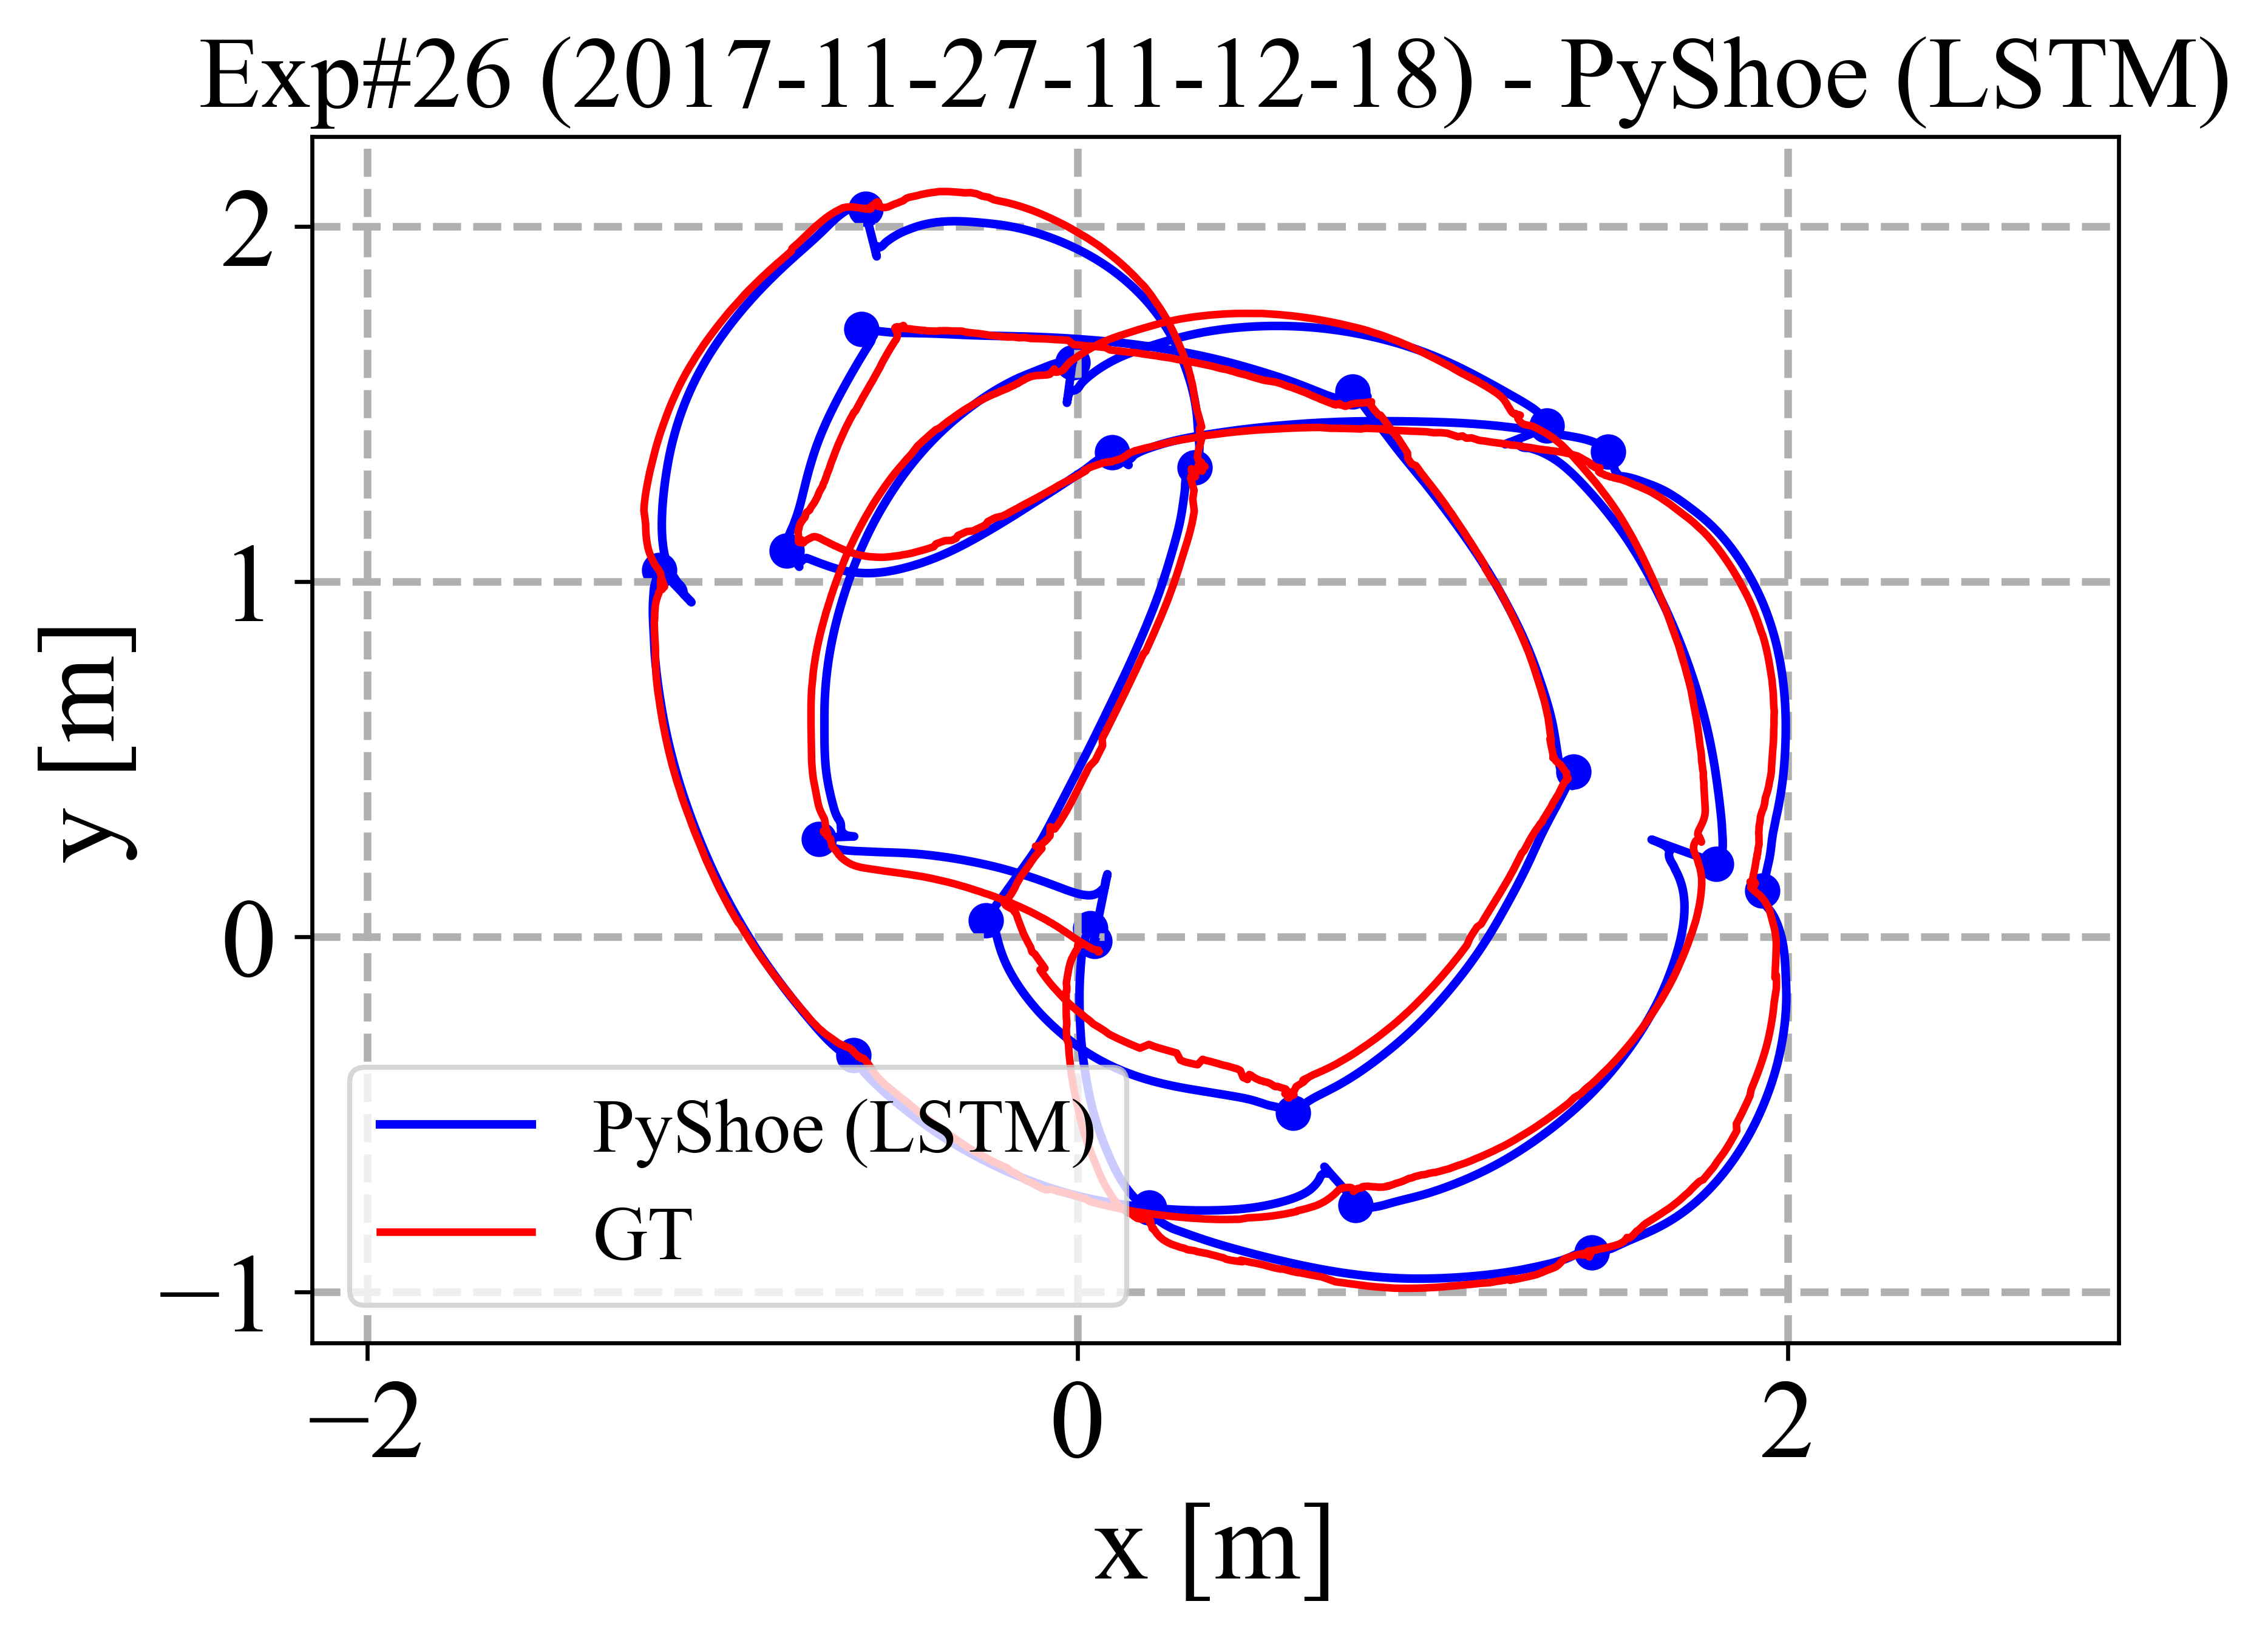 Exp#26 (2017-11-27-11-12-18) - PyShoe (LSTM)
2
1
0
−1
y [m]
PyShoe (LSTM)
GT
−2
0
2
x [m]